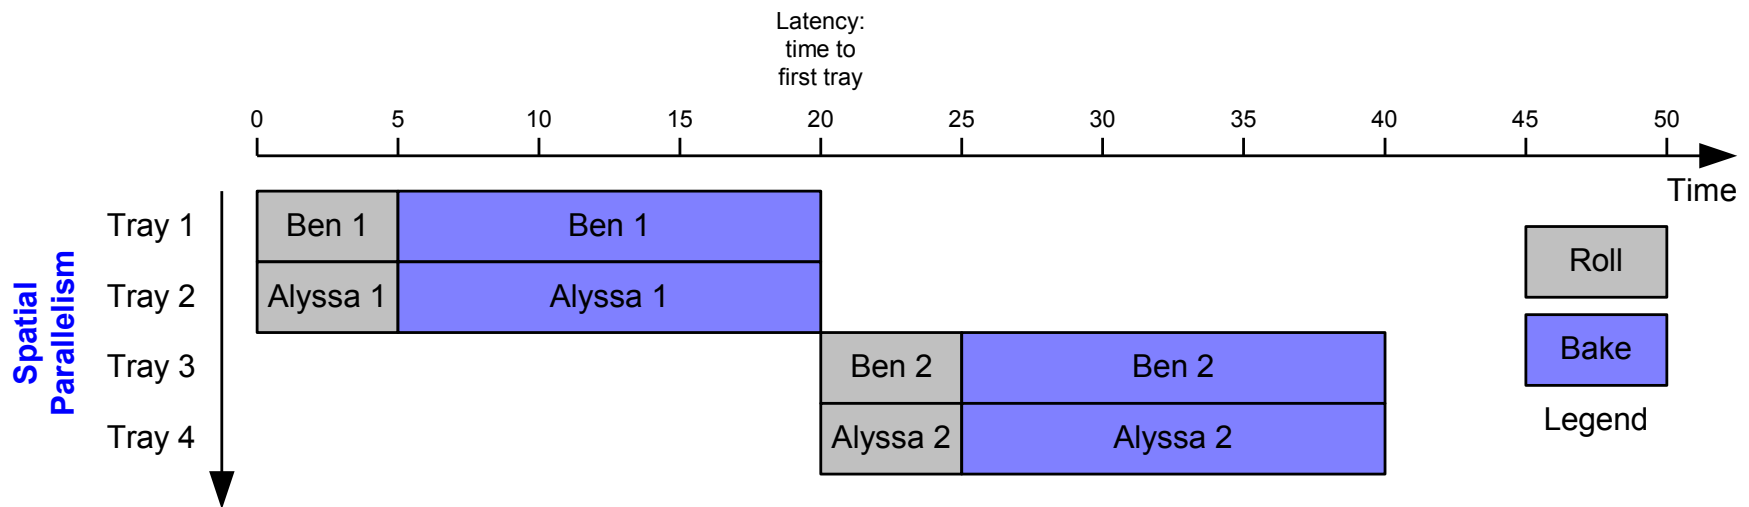 Latency:
time to
first tray
0 5 10 15 20 25 30 35 40 45 50
Time
Spatial
Parallelism
Tray 1 Ben 1 Ben 1
Tray 2 Alyssa 1 Alyssa 1
Tray 3 Ben 2 Ben 2
Tray 4 Alyssa 2 Alyssa 2
Roll
Bake
Legend